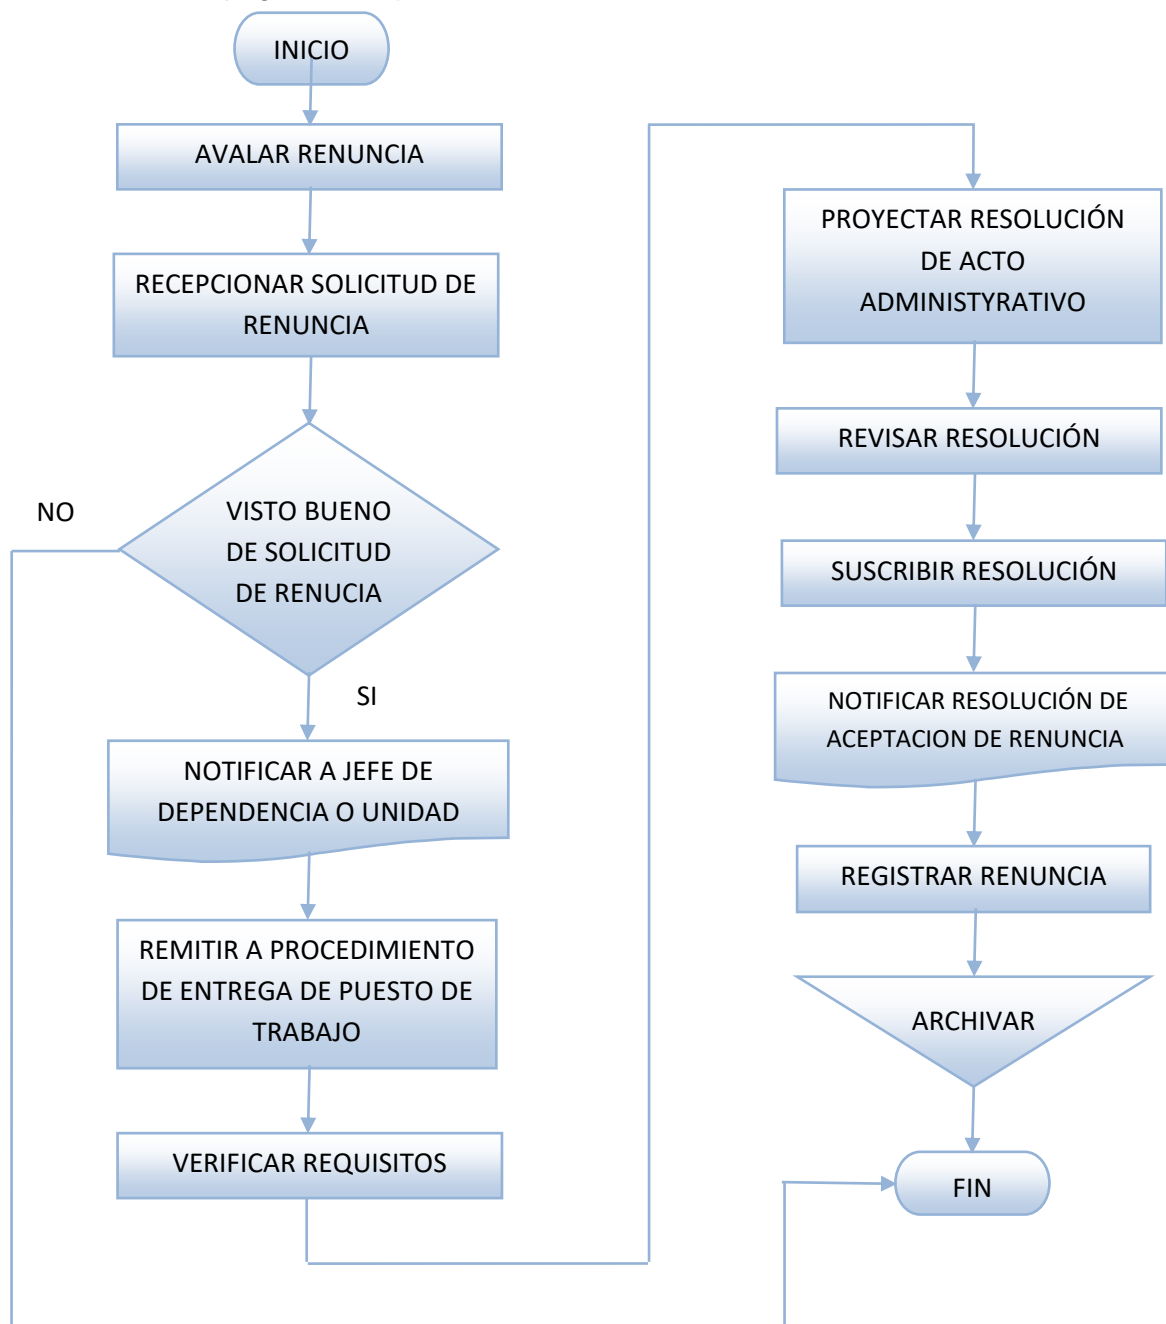 INICIO
AVALAR RENUNCIA
RECEPCIONAR SOLICITUD DE
RENUNCIA
NO
VISTO BUENO
DE SOLICITUD
DE RENUCIA
SI
NOTIFICAR A JEFE DE
DEPENDENCIA O UNIDAD
REMITIR A PROCEDIMIENTO
DE ENTREGA DE PUESTO DE
TRABAJO
VERIFICAR REQUISITOS
PROYECTAR RESOLUCIÓN
DE ACTO
ADMINISTYRATIVO
REVISAR RESOLUCIÓN
SUSCRIBIR RESOLUCIÓN
NOTIFICAR RESOLUCIÓN DE
ACEPTACION DE RENUNCIA
REGISTRAR RENUNCIA
ARCHIVAR
FIN